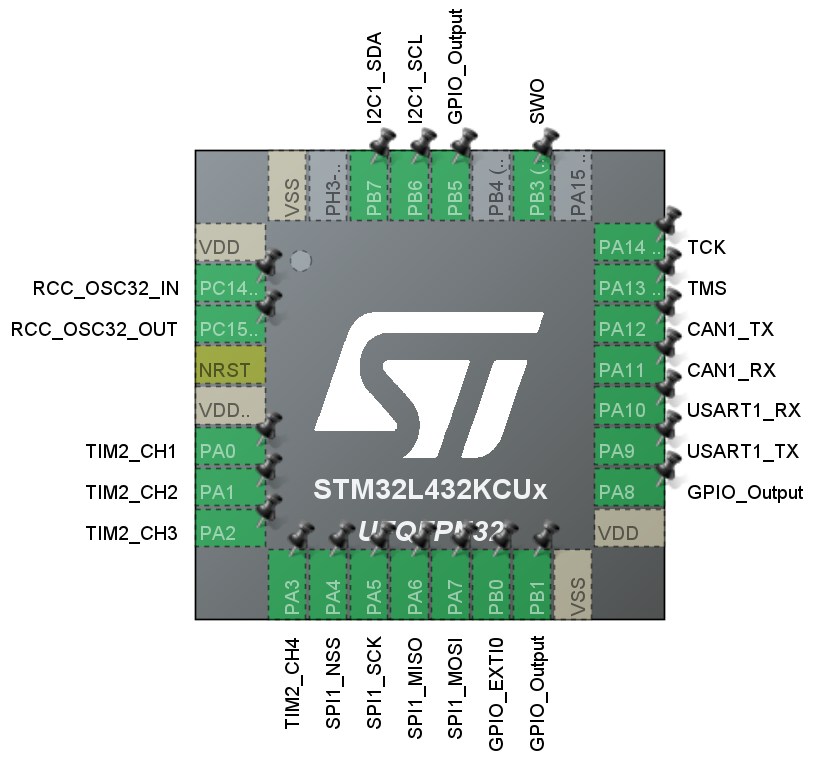 I2C1_SDA
I2C1_SCL
GPIO_Output
SWO
VSS
PH3-..
PB7
PB6
PB5
PB4 (..
PB3 (..
PA15 ..
VDD
RCC_OSC32_IN PC14..
RCC_OSC32_OUT PC15..
NRST
VDD..
TIM2_CH1 PA0
TIM2_CH2 PA1
TIM2_CH3 PA2
PA14 .. TCK
PA13 .. TMS
PA12 CAN1_TX
PA11 CAN1_RX
PA10 USART1_RX
PA9 USART1_TX
PA8 GPIO_Output
VDD
ST
STM32L432KCUx
UFQFPN32
PA3
PA4
PA5
PA6
PA7
PB0
PB1
VSS
TIM2_CH4
SPI1_NSS
SPI1_SCK
SPI1_MISO
SPI1_MOSI
GPIO_EXTI0
GPIO_Output